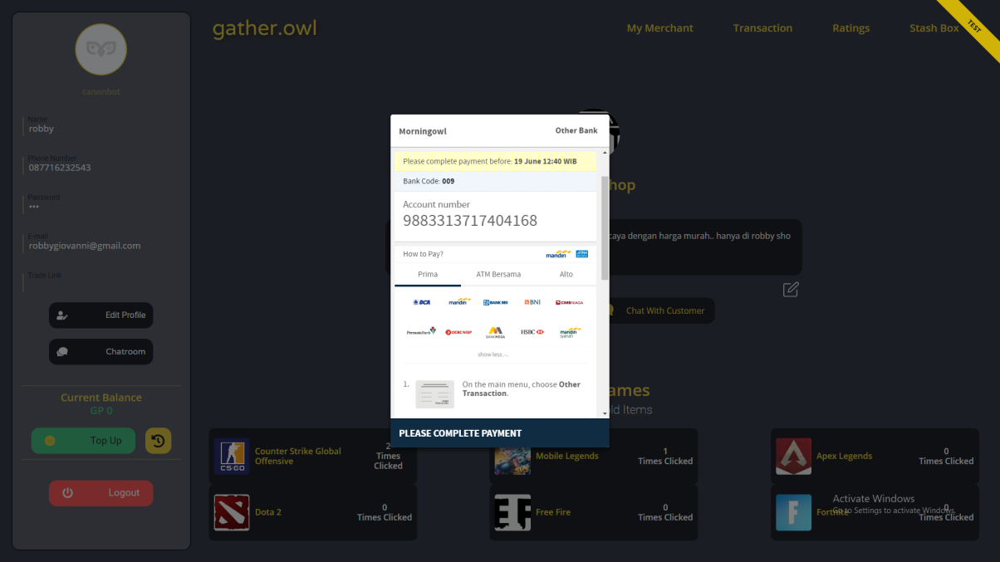 gather.owl
My Merchant
Transaction
Ratings
Stash Box
TEST
canonbot
Name
robby
Phone Number
087716232543
Password
•••
E-mail
robbygiovanni@gmail.com
Trade Link
Edit Profile
Chatroom
Current Balance
GP 0
Top Up
Logout
Morningowl
Other Bank
Please complete payment before: 19 June 12:40 WIB
Bank Code: 009
Account number
9883313717404168
How to Pay?
mandiri
Prima
ATM Bersama
Alto
BCA
mandiri
BANK BRI
BNI
CIMB NIAGA
PermataBank
OCBC NISP
BANK MEGA
HSBC
mandiri
syariah
show less
1.
On the main menu, choose Other
Transaction.
PLEASE COMPLETE PAYMENT
hop
caya dengan harga murah.. hanya di robby sho
Chat With Customer
ames
ld Items
CS:GO
Counter Strike Global
Offensive
2
Times
Clicked
Mobile Legends
1
Times Clicked
Apex Legends
0
Times Clicked
Dota 2
0
Times Clicked
Free Fire
0
Times Clicked
Fortnite
0
Times Clicked
Activate Windows
Go to Settings to activate Windows.